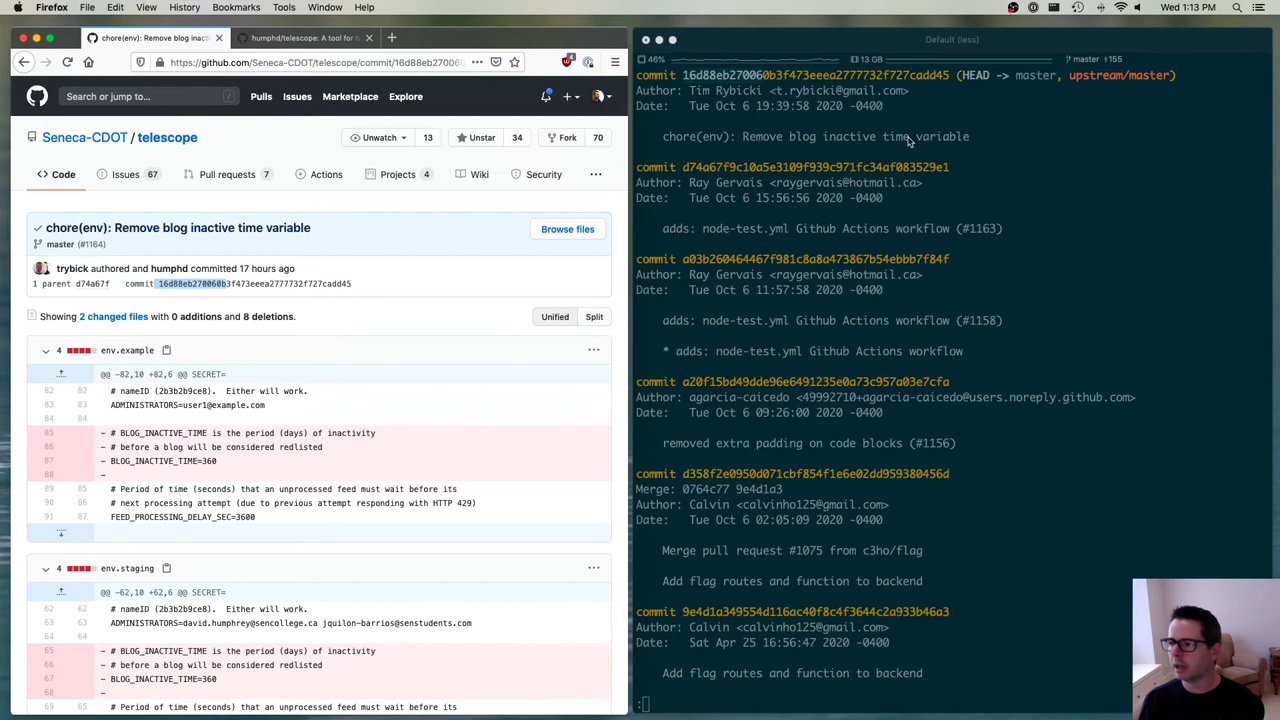 Firefox File Edit View History Bookmarks Tools Window Help Wed 1:13 PM
chore(env): Remove blog inactiv
humphd/telescope: A tool for t
Default (less)
https://github.com/Seneca-CDOT/telescope/commit/16d88eb270060
Search or jump to... / Pulls Issues Marketplace Explore
Seneca-CDOT / telescope
Unwatch 13 Unstar 34 Fork 70
Code Issues 67 Pull requests 7 Actions Projects 4 Wiki Security
chore(env): Remove blog inactive time variable
Browse files
master (#1164)
trybick authored and humphd committed 17 hours ago
1 parent d74a67f commit 16d88eb270060b3f473eeea2777732f727cadd45
Showing 2 changed files with 0 additions and 8 deletions.
Unified Split
4 env.example
@@ -82,10 +82,6 @@ SECRET=
82 82 # nameID (2b3b2b9ce8). Either will work.
83 83 ADMINISTRATORS=user1@example.com
84 84
85 - # BLOG_INACTIVE_TIME is the period (days) of inactivity
86 - # before a blog will be considered redlisted
87 - BLOG_INACTIVE_TIME=360
88 -
89 85 # Period of time (seconds) that an unprocessed feed must wait before its
90 86 # next processing attempt (due to previous attempt responding with HTTP 429)
91 87 FEED_PROCESSING_DELAY_SEC=3600
4 env.staging
@@ -62,10 +62,6 @@ SECRET=
62 62 # nameID (2b3b2b9ce8). Either will work.
63 63 ADMINISTRATORS=david.humphrey@sencollege.ca jquilon-barrios@senstudents.com
64 64
65 - # BLOG_INACTIVE_TIME is the period (days) of inactivity
66 - # before a blog will be considered redlisted
67 - BLOG_INACTIVE_TIME=360
68 -
69 65 # Period of time (seconds) that an unprocessed feed must wait before its
46% 13 GB master ↑155
commit 16d88eb270060b3f473eeea2777732f727cadd45 (HEAD -> master, upstream/master)
Author: Tim Rybicki <t.rybicki@gmail.com>
Date: Tue Oct 6 19:39:58 2020 -0400
chore(env): Remove blog inactive time variable
commit d74a67f9c10a5e3109f939c971fc34af083529e1
Author: Ray Gervais <raygervais@hotmail.ca>
Date: Tue Oct 6 15:56:56 2020 -0400
adds: node-test.yml Github Actions workflow (#1163)
commit a03b260464467f981c8a8a473867b54ebbb7f84f
Author: Ray Gervais <raygervais@hotmail.ca>
Date: Tue Oct 6 11:57:58 2020 -0400
adds: node-test.yml Github Actions workflow (#1158)
* adds: node-test.yml Github Actions workflow
commit a20f15bd49dde96e6491235e0a73c957a03e7cfa
Author: agarcia-caicedo <49992710+agarcia-caicedo@users.noreply.github.com>
Date: Tue Oct 6 09:26:00 2020 -0400
removed extra padding on code blocks (#1156)
commit d358f2e0950d071cbf854f1e6e02dd959380456d
Merge: 0764c77 9e4d1a3
Author: Calvin <calvinho125@gmail.com>
Date: Tue Oct 6 02:05:09 2020 -0400
Merge pull request #1075 from c3ho/flag
Add flag routes and function to backend
commit 9e4d1a349554d116ac40f8c4f3644c2a933b46a3
Author: Calvin <calvinho125@gmail.com>
Date: Sat Apr 25 16:56:47 2020 -0400
Add flag routes and function to backend
: